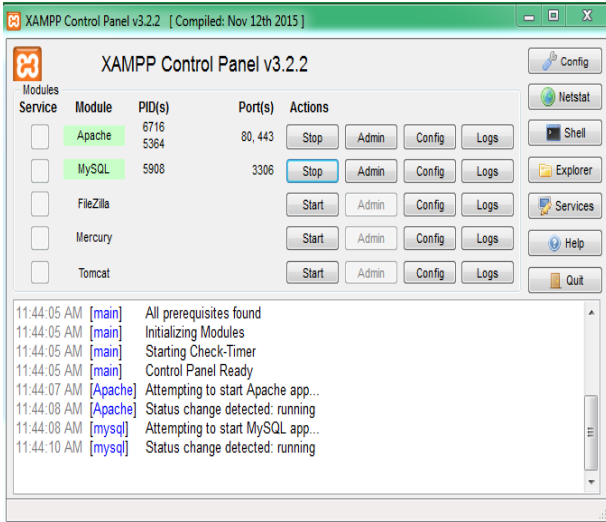 XAMPP Control Panel v3.2.2 [ Compiled: Nov 12th 2015 ]
XAMPP Control Panel v3.2.2
Config
Modules
Service Module PID(s) Port(s) Actions
Netstat
Apache 6716 5364 80, 443 Stop Admin Config Logs
Shell
MySQL 5908 3306 Stop Admin Config Logs
Explorer
FileZilla Start Admin Config Logs
Services
Mercury Start Admin Config Logs
Help
Tomcat Start Admin Config Logs
Quit
11:44:05 AM [main] All prerequisites found
11:44:05 AM [main] Initializing Modules
11:44:05 AM [main] Starting Check-Timer
11:44:05 AM [main] Control Panel Ready
11:44:07 AM [Apache] Attempting to start Apache app...
11:44:08 AM [Apache] Status change detected: running
11:44:08 AM [mysql] Attempting to start MySQL app...
11:44:10 AM [mysql] Status change detected: running